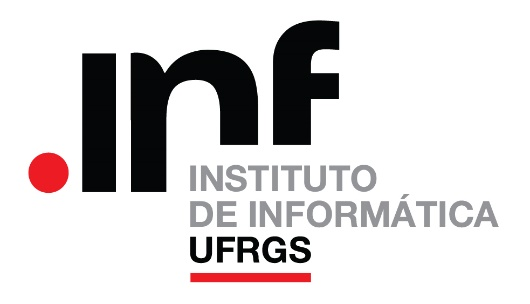 .inf
INSTITUTO
DE INFORMÁTICA
UFRGS